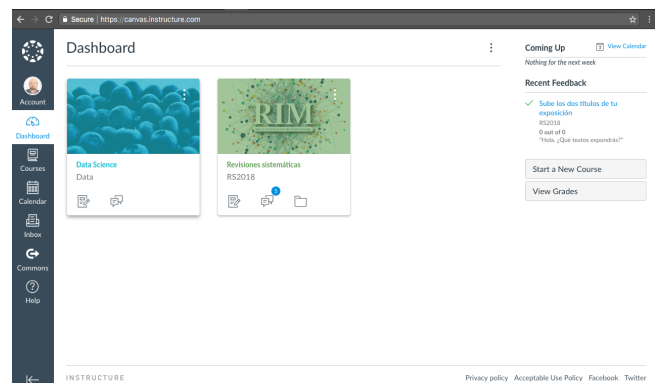 Secure | https://canvas.instructure.com
Account
Dashboard
Courses
Calendar
Inbox
Commons
Help
Dashboard
Data Science
Data
RIM
Revisiones sistemáticas
RS2018
1
Coming Up
View Calendar
Nothing for the next week
Recent Feedback
Sube los dos títulos de tu
exposición
RS2018
0 out of 0
"Hola. ¿Qué textos expondrás?"
Start a New Course
View Grades
INSTRUCTURE
Privacy policy Acceptable Use Policy Facebook Twitter